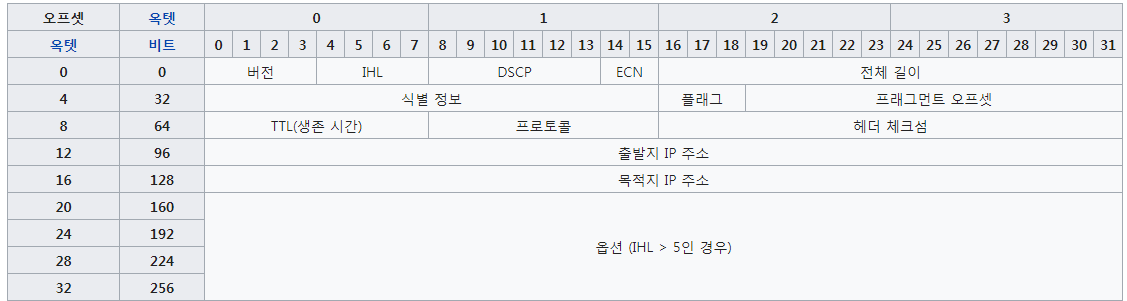 오프셋 옥텟 0 1 2 3
옥텟 비트 0 1 2 3 4 5 6 7 8 9 10 11 12 13 14 15 16 17 18 19 20 21 22 23 24 25 26 27 28 29 30 31
0 0 버전 IHL DSCP ECN 전체 길이
4 32 식별 정보 플래그 프래그먼트 오프셋
8 64 TTL(생존 시간) 프로토콜 헤더 체크섬
12 96 출발지 IP 주소
16 128 목적지 IP 주소
20 160
24 192
옵션 (IHL > 5인 경우)
28 224
32 256